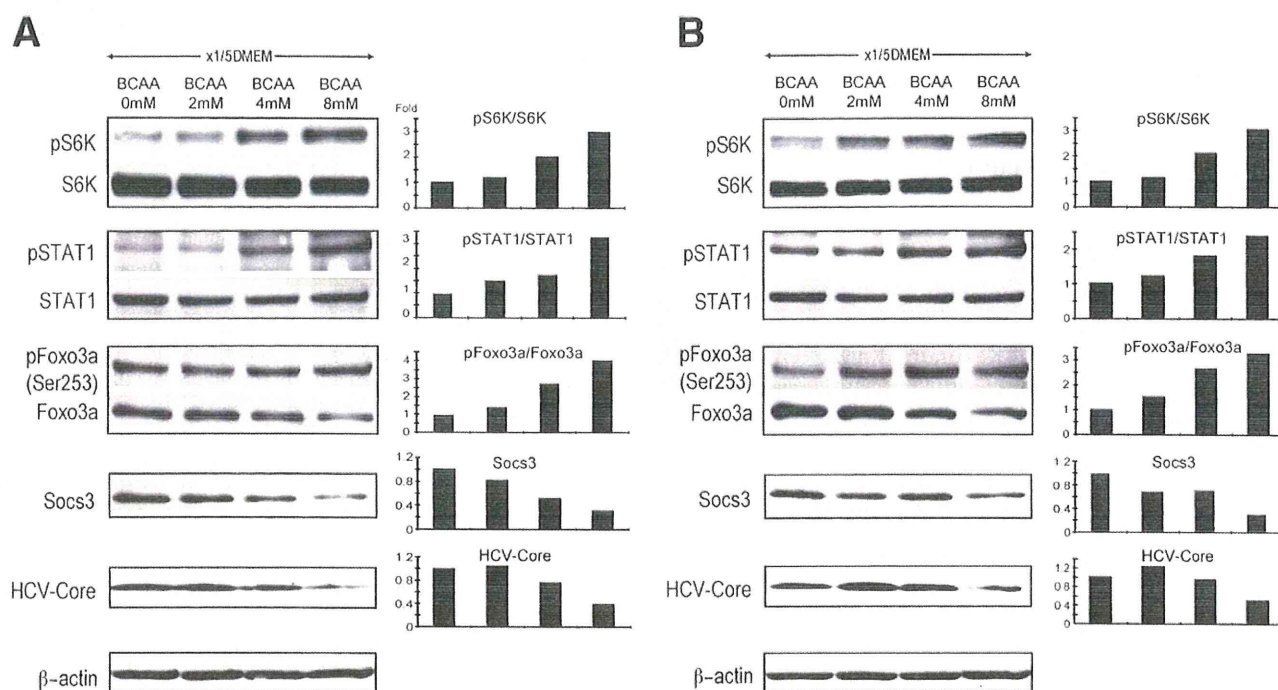 A
x1/5DMEM
BCAA 0mM
BCAA 2mM
BCAA 4mM
BCAA 8mM
pS6K
S6K
Fold
pS6K/S6K
3
2
1
0
pSTAT1
STAT1
pSTAT1/STAT1
3
2
1
0
pFoxo3a
(Ser253)
Foxo3a
pFoxo3a/Foxo3a
4
3
2
1
0
Socs3
Socs3
1.2
0.8
0.4
0
HCV-Core
HCV-Core
1.2
0.8
0.4
0
β-actin
B
x1/5DMEM
BCAA 0mM
BCAA 2mM
BCAA 4mM
BCAA 8mM
pS6K
S6K
pS6K/S6K
3
2
1
0
pSTAT1
STAT1
pSTAT1/STAT1
2
1
0
pFoxo3a
(Ser253)
Foxo3a
pFoxo3a/Foxo3a
3
2
1
0
Socs3
Socs3
1.2
0.8
0.4
0
HCV-Core
HCV-Core
1.2
0.8
0.4
0
β-actin